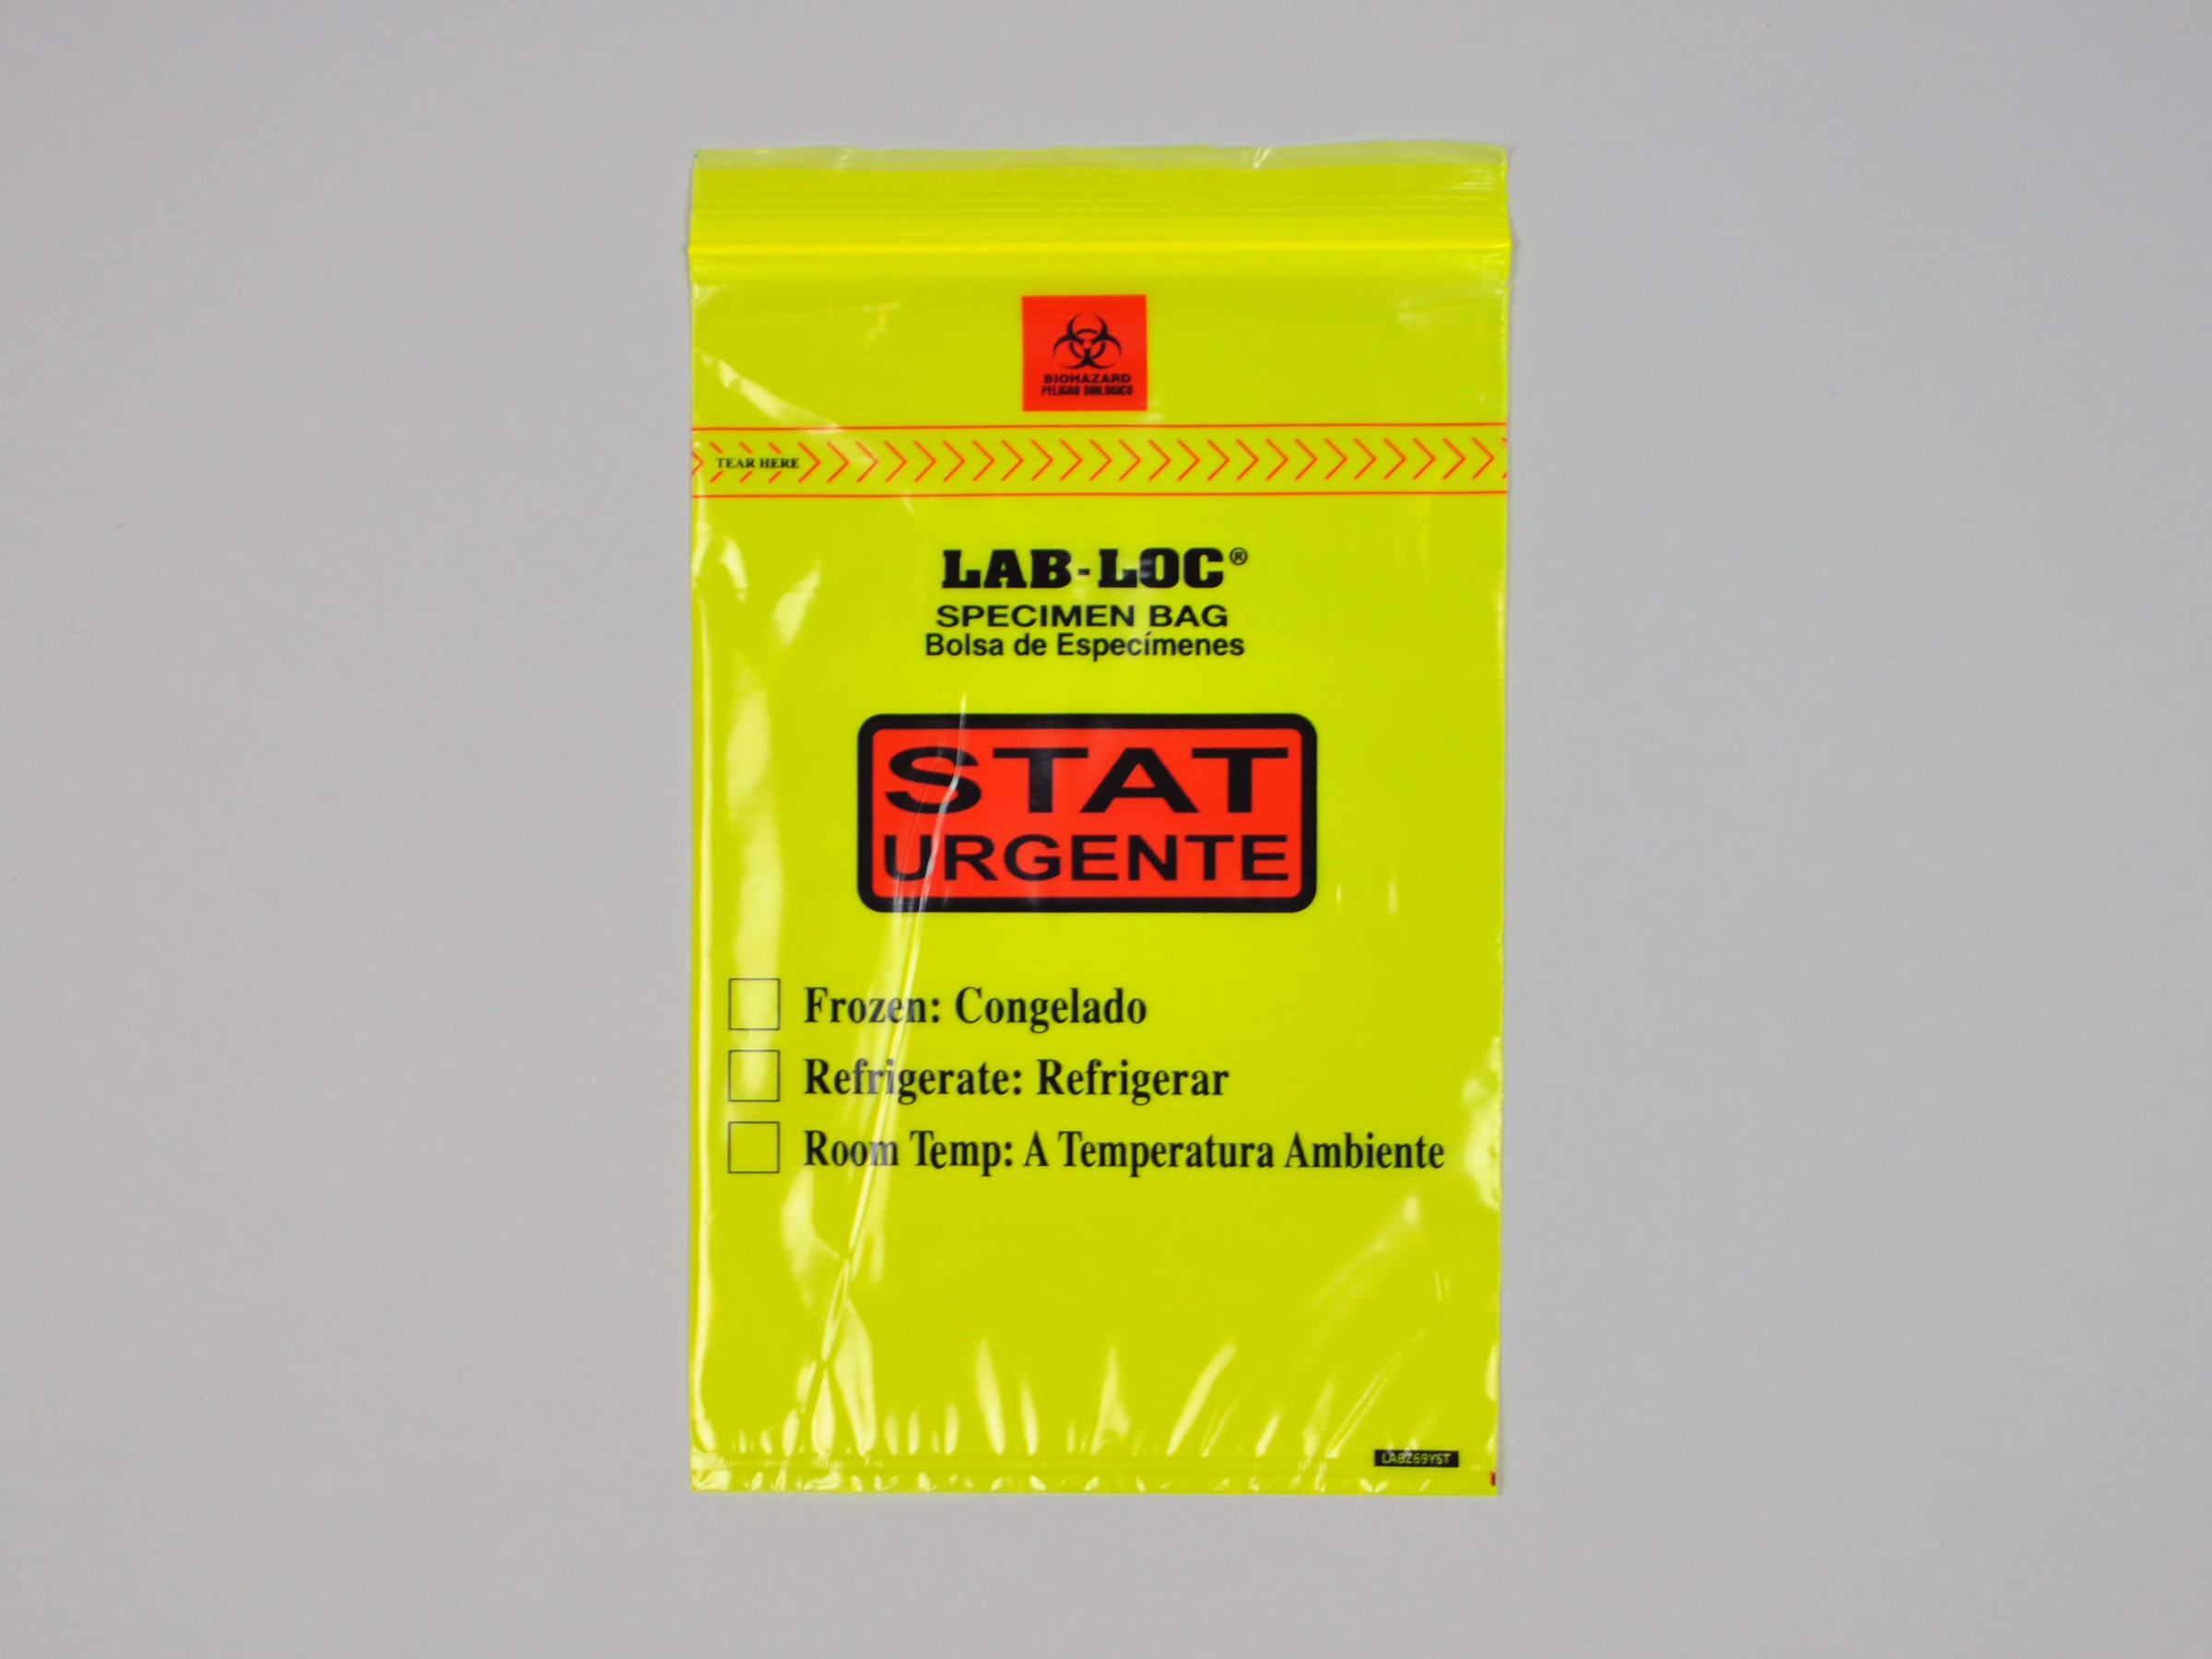 BIOHAZARD
PELIGRO BIOLOGICO
TEAR HERE
LAB-LOC®
SPECIMEN BAG
Bolsa de Especímenes
STAT
URGENTE
Frozen: Congelado
Refrigerate: Refrigerar
Room Temp: A Temperatura Ambiente
LABZ69YST